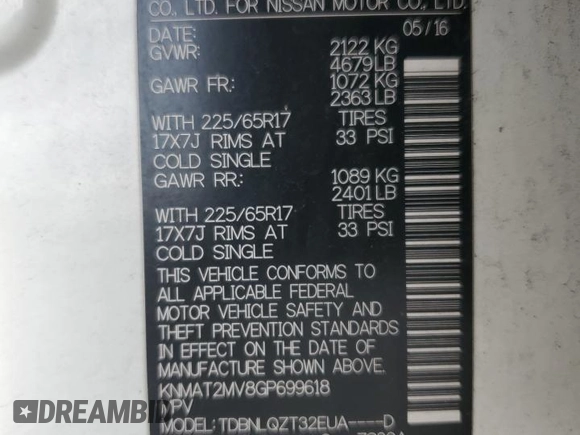 CO., LTD. FOR NISSAN MOTOR CO., LTD.
DATE: 05/16
GVWR: 2122 KG
4679LB
GAWR FR: 1072 KG
2363 LB
WITH 225/65R17 TIRES
17X7J RIMS AT 33 PSI
COLD SINGLE
GAWR RR: 1089 KG
2401 LB
WITH 225/65R17 TIRES
17X7J RIMS AT 33 PSI
COLD SINGLE
THIS VEHICLE CONFORMS TO
ALL APPLICABLE FEDERAL
MOTOR VEHICLE SAFETY AND
THEFT PREVENTION STANDARDS
IN EFFECT ON THE DATE OF
MANUFACTURE SHOWN ABOVE.
KNMAT2MV8GP699618
MPV
MODEL: TDBNLQZT32EUA----D
RIDEHISTORY